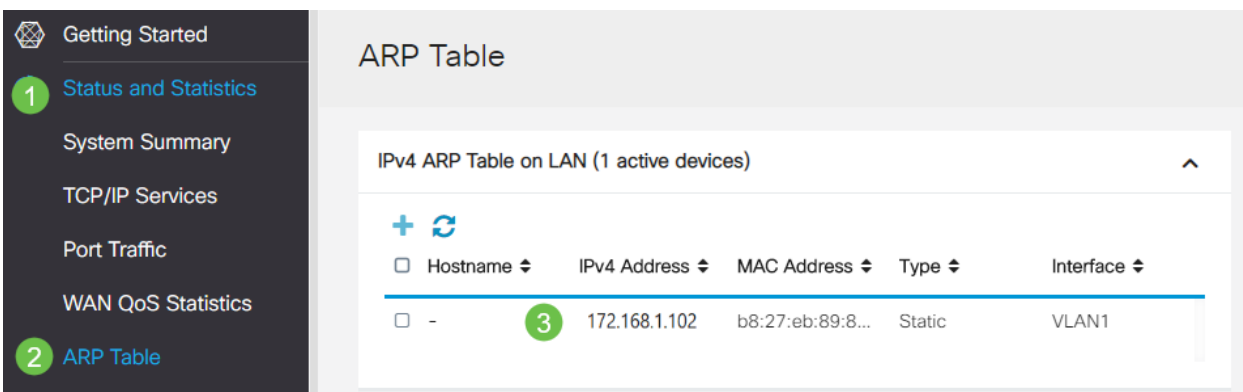 Getting Started
1 Status and Statistics
System Summary
TCP/IP Services
Port Traffic
WAN QoS Statistics
2 ARP Table
ARP Table
IPv4 ARP Table on LAN (1 active devices)
Hostname IPv4 Address MAC Address Type Interface
- 3 172.168.1.102 b8:27:eb:89:8... Static VLAN1